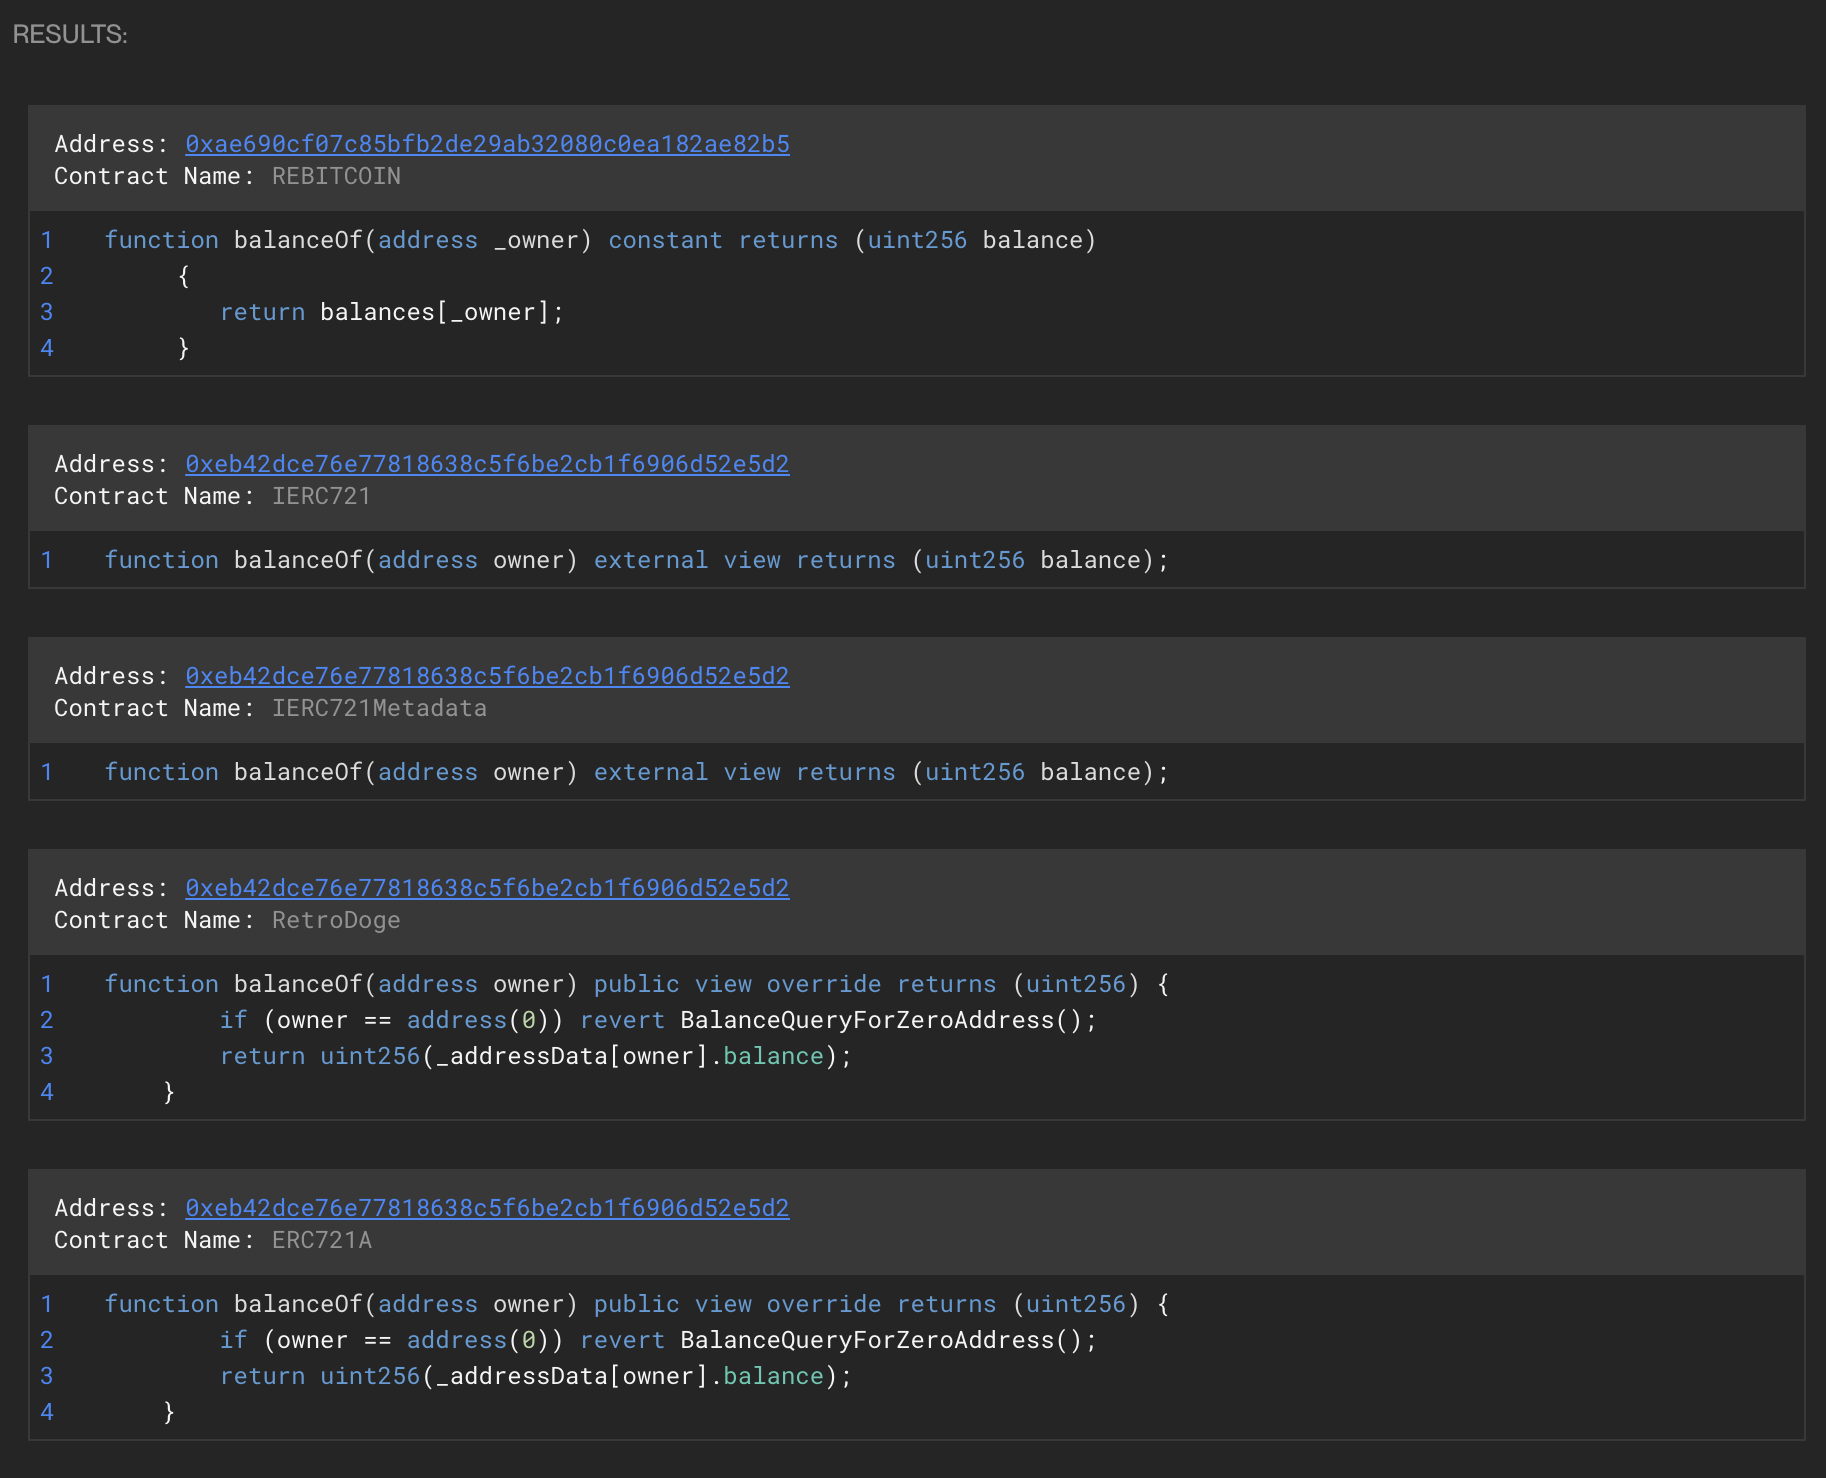 RESULTS:
Address: 0xae690cf07c85bfb2de29ab32080c0ea182ae82b5
Contract Name: REBITCOIN
1 function balanceOf(address _owner) constant returns (uint256 balance)
2 {
3 return balances[_owner];
4 }
Address: 0xeb42dce76e77818638c5f6be2cb1f6906d52e5d2
Contract Name: IERC721
1 function balanceOf(address owner) external view returns (uint256 balance);
Address: 0xeb42dce76e77818638c5f6be2cb1f6906d52e5d2
Contract Name: IERC721Metadata
1 function balanceOf(address owner) external view returns (uint256 balance);
Address: 0xeb42dce76e77818638c5f6be2cb1f6906d52e5d2
Contract Name: RetroDoge
1 function balanceOf(address owner) public view override returns (uint256) {
2 if (owner == address(0)) revert BalanceQueryForZeroAddress();
3 return uint256(_addressData[owner].balance);
4 }
Address: 0xeb42dce76e77818638c5f6be2cb1f6906d52e5d2
Contract Name: ERC721A
1 function balanceOf(address owner) public view override returns (uint256) {
2 if (owner == address(0)) revert BalanceQueryForZeroAddress();
3 return uint256(_addressData[owner].balance);
4 }